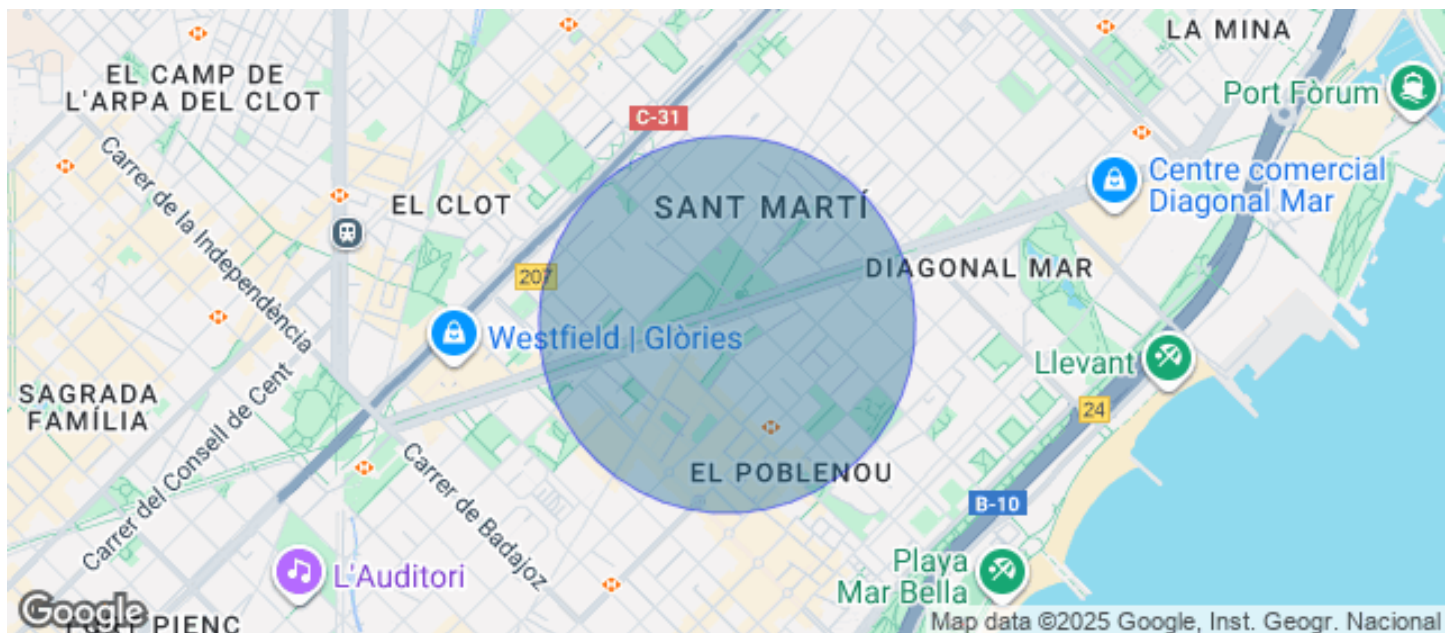 LA MINA
EL CAMP DE
L'ARPA DEL CLOT
Port Fòrum
C-31
Carrer de la Independència
Centre comercial
Diagonal Mar
EL CLOT
SANT MARTÍ
207
DIAGONAL MAR
Westfield | Glòries
Llevant
SAGRADA
FAMÍLIA
24
Carrer del Consell de Cent
EL POBLENOU
Carrer de Badajoz
B-10
L'Auditori
Playa
Mar Bella
Google
PIENC
Map data ©2025 Google, Inst. Geogr. Nacional